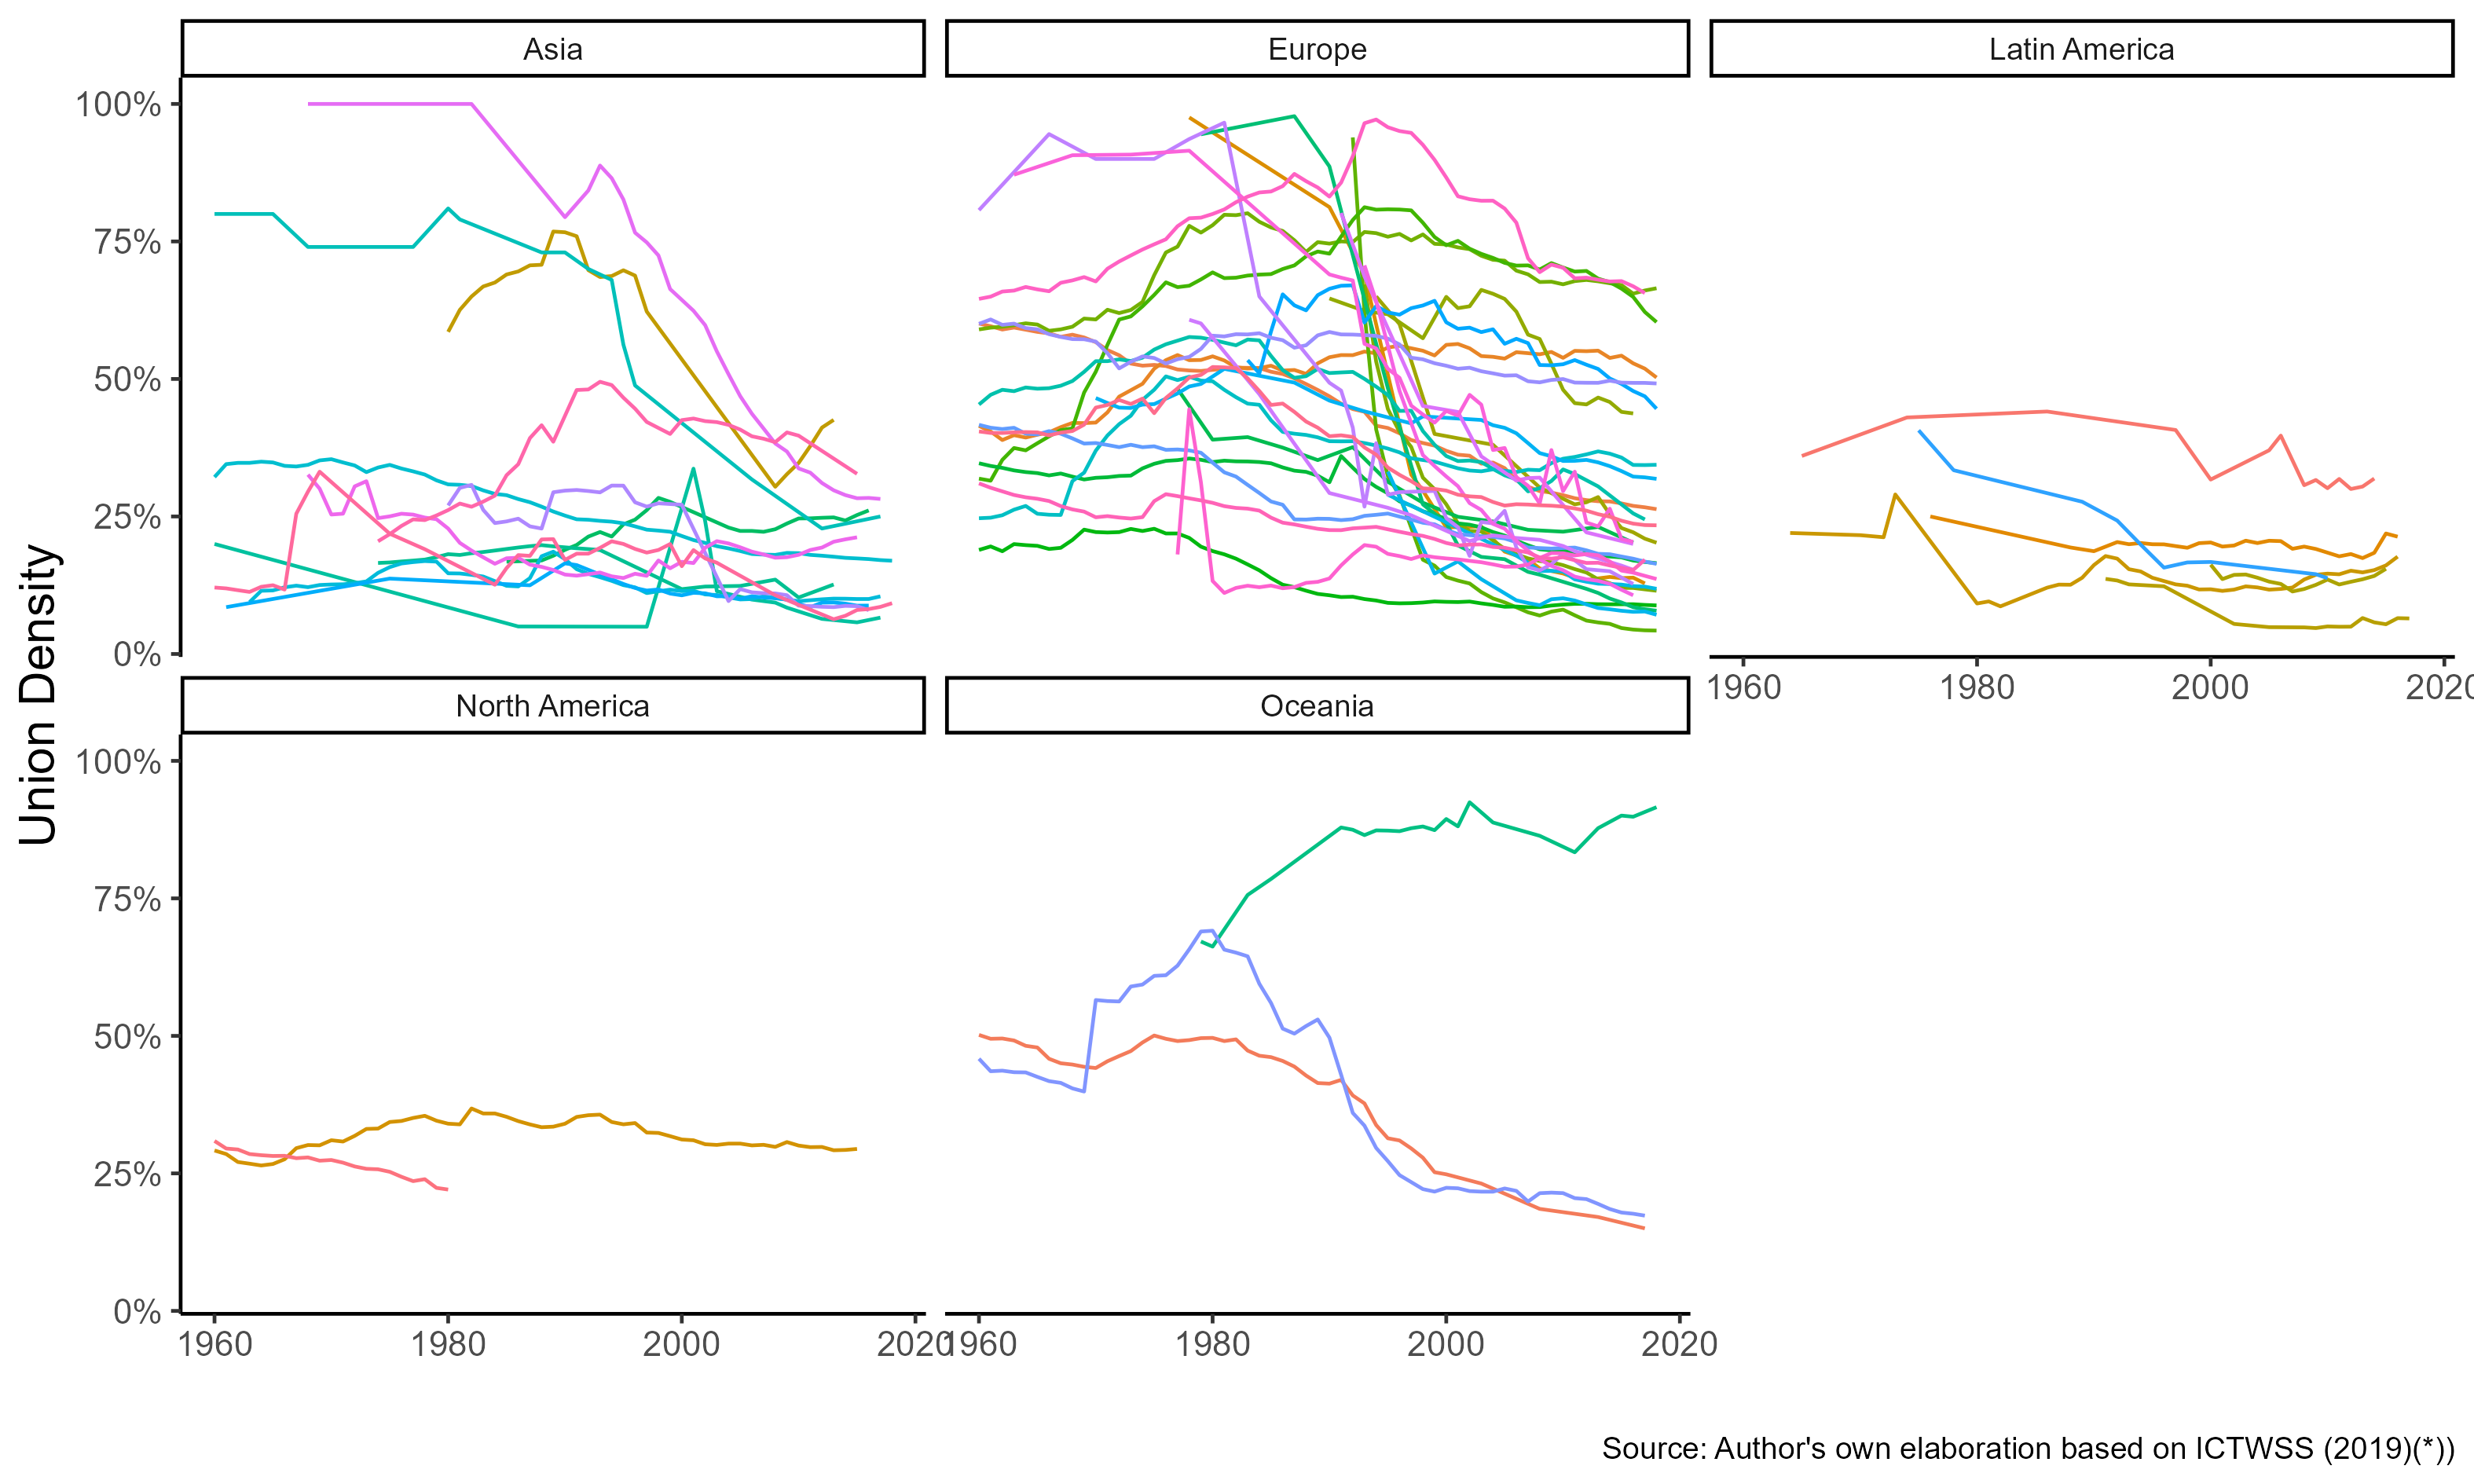 Asia
Europe
Latin America
100%
75%
50%
25%
0%
1960 1980 2000 2020
Union Density
North America
Oceania
100%
75%
50%
25%
0%
1960 1980 2000 2020
1960 1980 2000 2020
Source: Author's own elaboration based on ICTWSS (2019)(*))